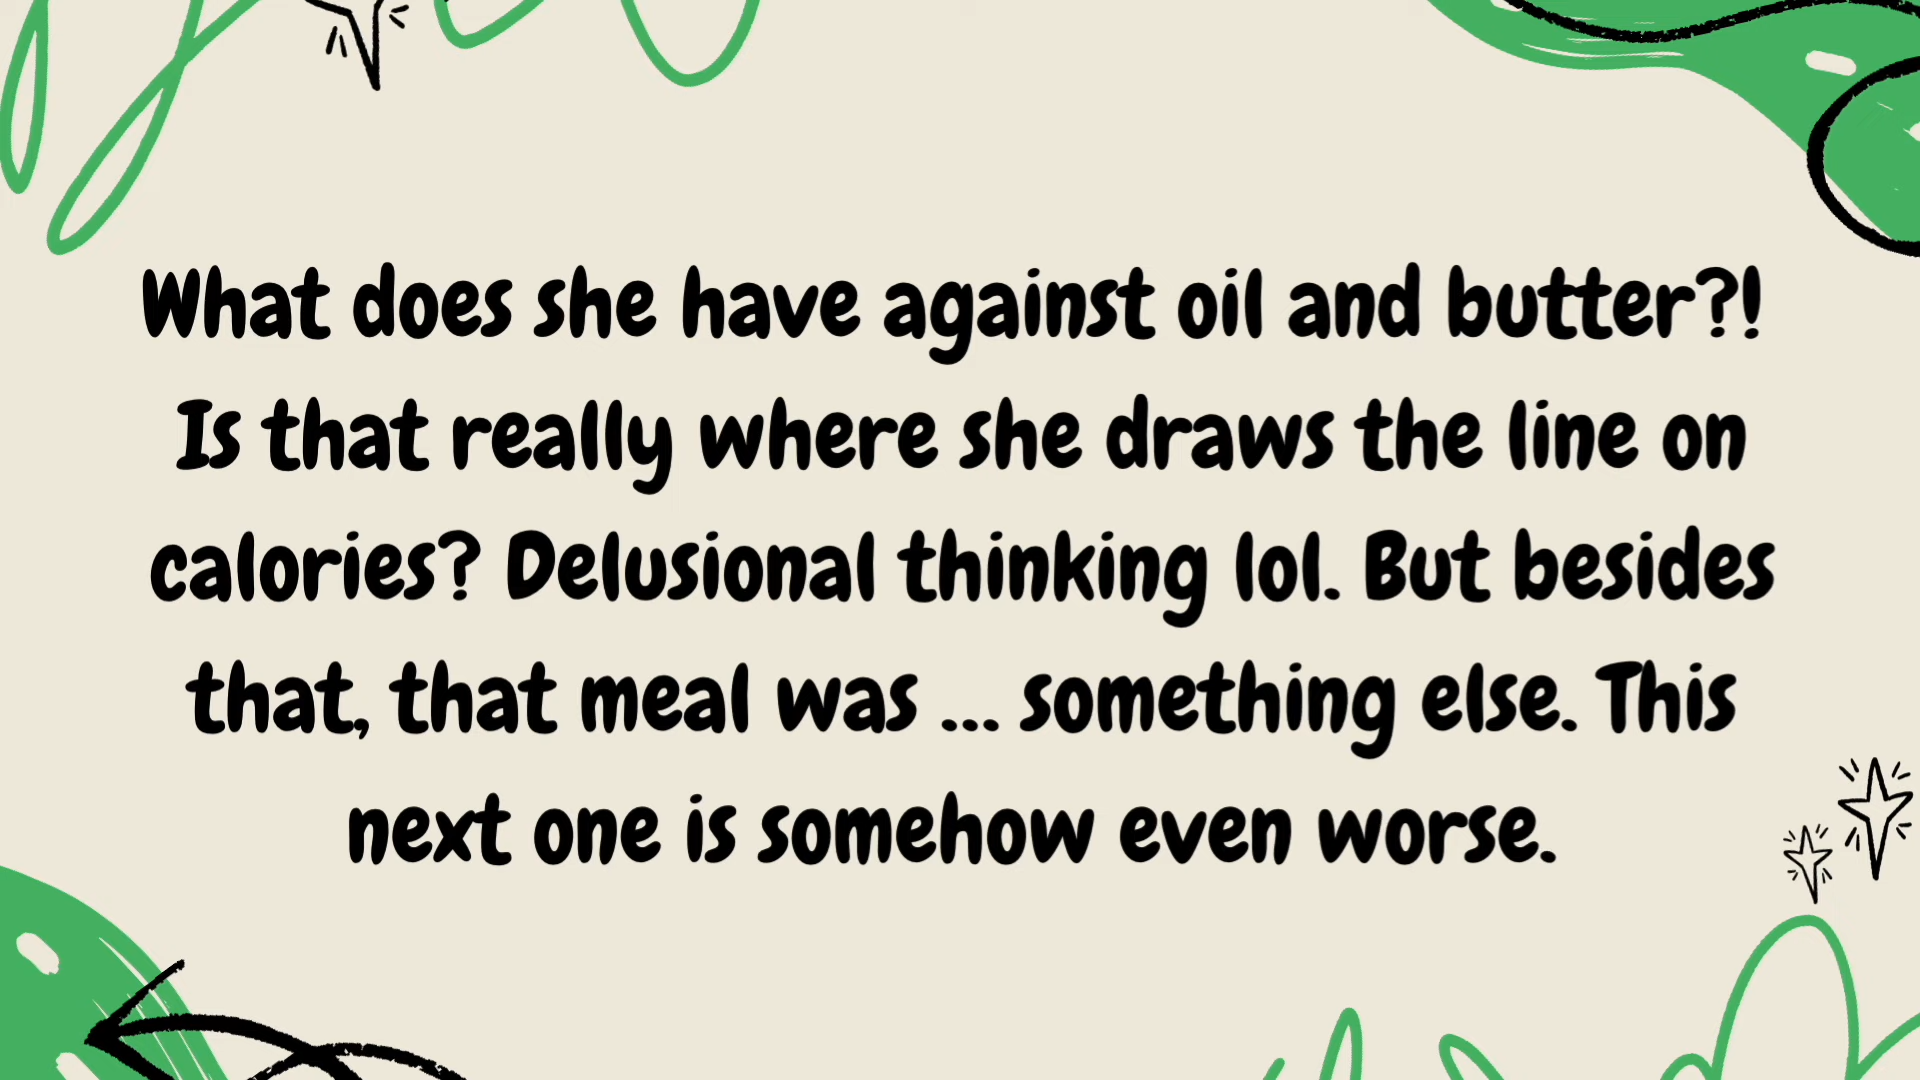 What does she have against oil and butter?!
Is that really where she draws the line on
calories? Delusional thinking lol. But besides
that, that meal was ... something else. This
next one is somehow even worse.